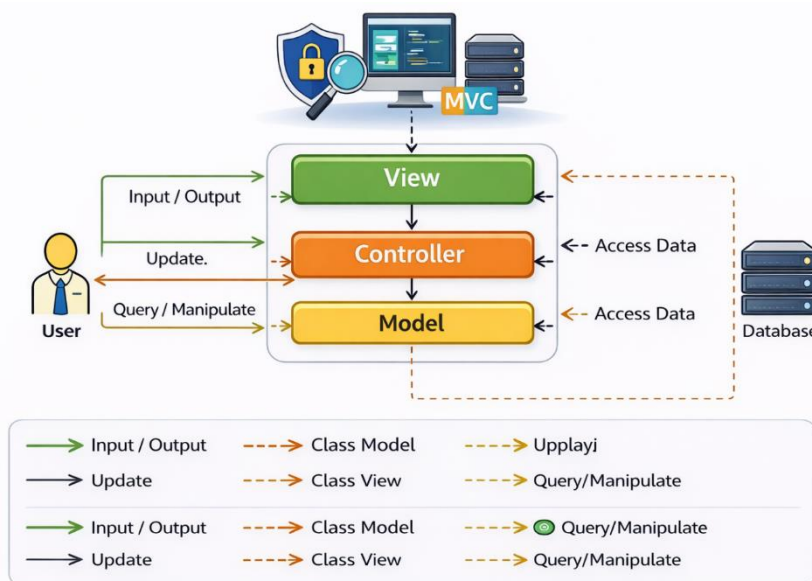 MVC
View
Input / Output
Controller
Update.
Access Data
Query / Manipulate
Model
Access Data
User
Database
Input / Output Class Model Upplayj
Update Class View Query/Manipulate
Input / Output Class Model Query/Manipulate
Update Class View Query/Manipulate